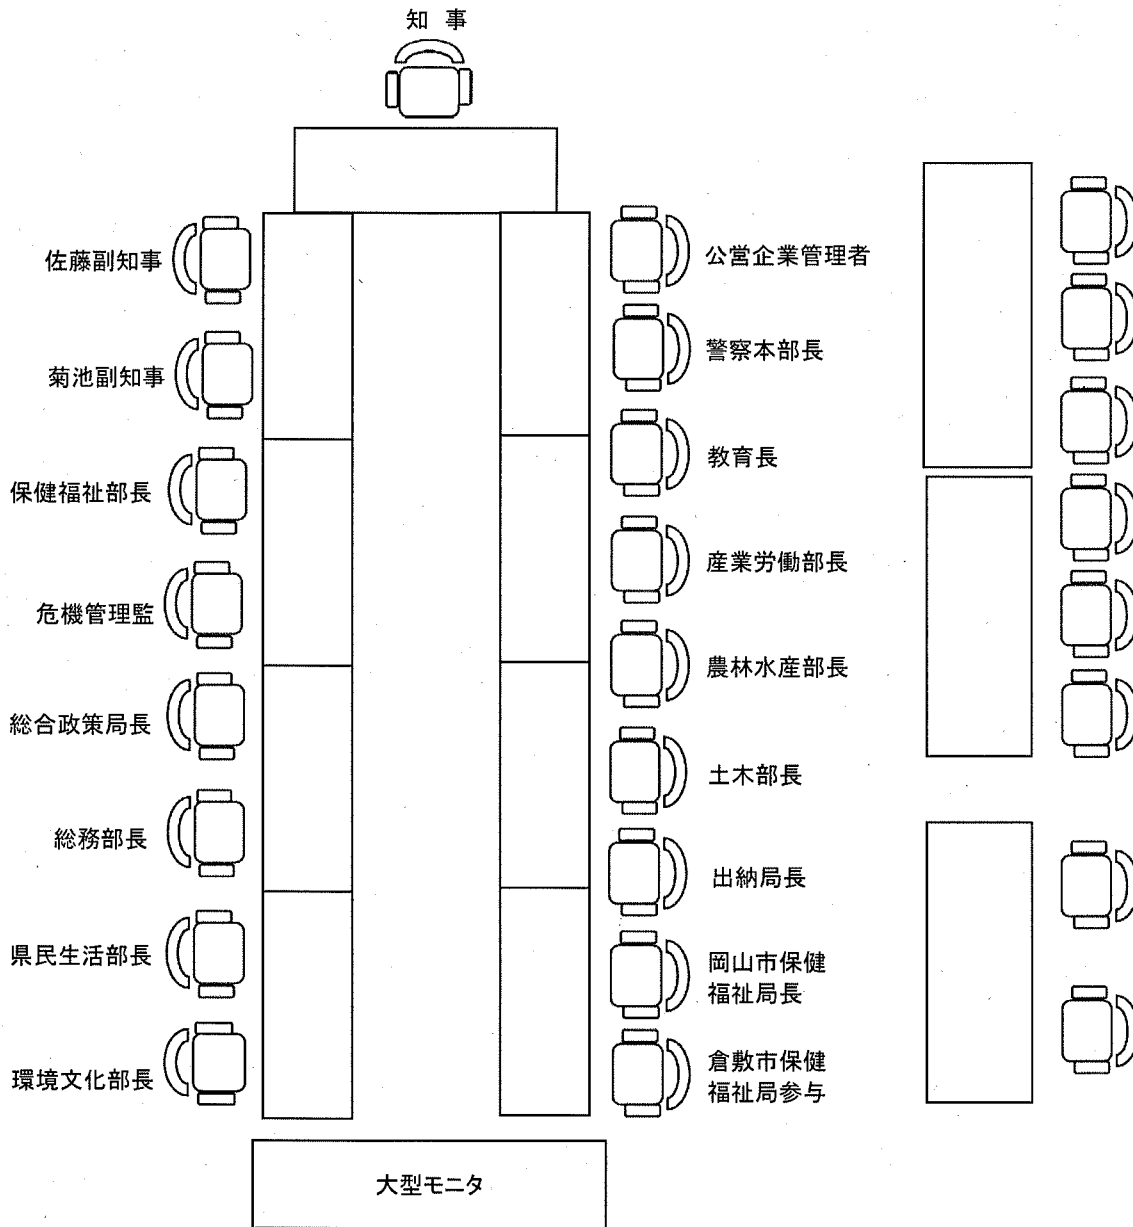 知 事
佐藤副知事
菊池副知事
保健福祉部長
危機管理監
総合政策局長
総務部長
県民生活部長
環境文化部長
公営企業管理者
警察本部長
教育長
産業労働部長
農林水産部長
土木部長
出納局長
岡山市保健
福祉局長
倉敷市保健
福祉局参与
大型モニタ